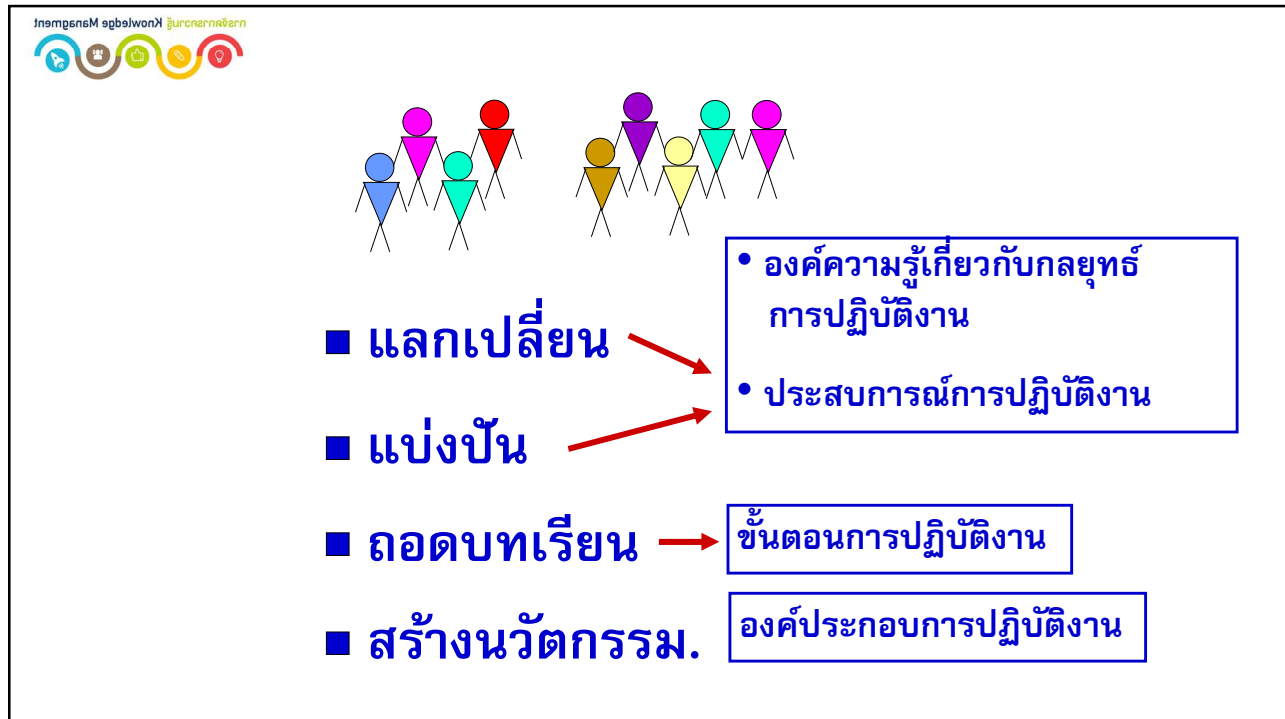 การจัดการความรู้ Knowledge Managment
• องค์ความรู้เกี่ยวกับกลยุทธ์
การปฏิบัติงาน
• ประสบการณ์การปฏิบัติงาน
■ แลกเปลี่ยน
■ แบ่งปัน
■ ถอดบทเรียน
ขั้นตอนการปฏิบัติงาน
■ สร้างนวัตกรรม.
องค์ประกอบการปฏิบัติงาน